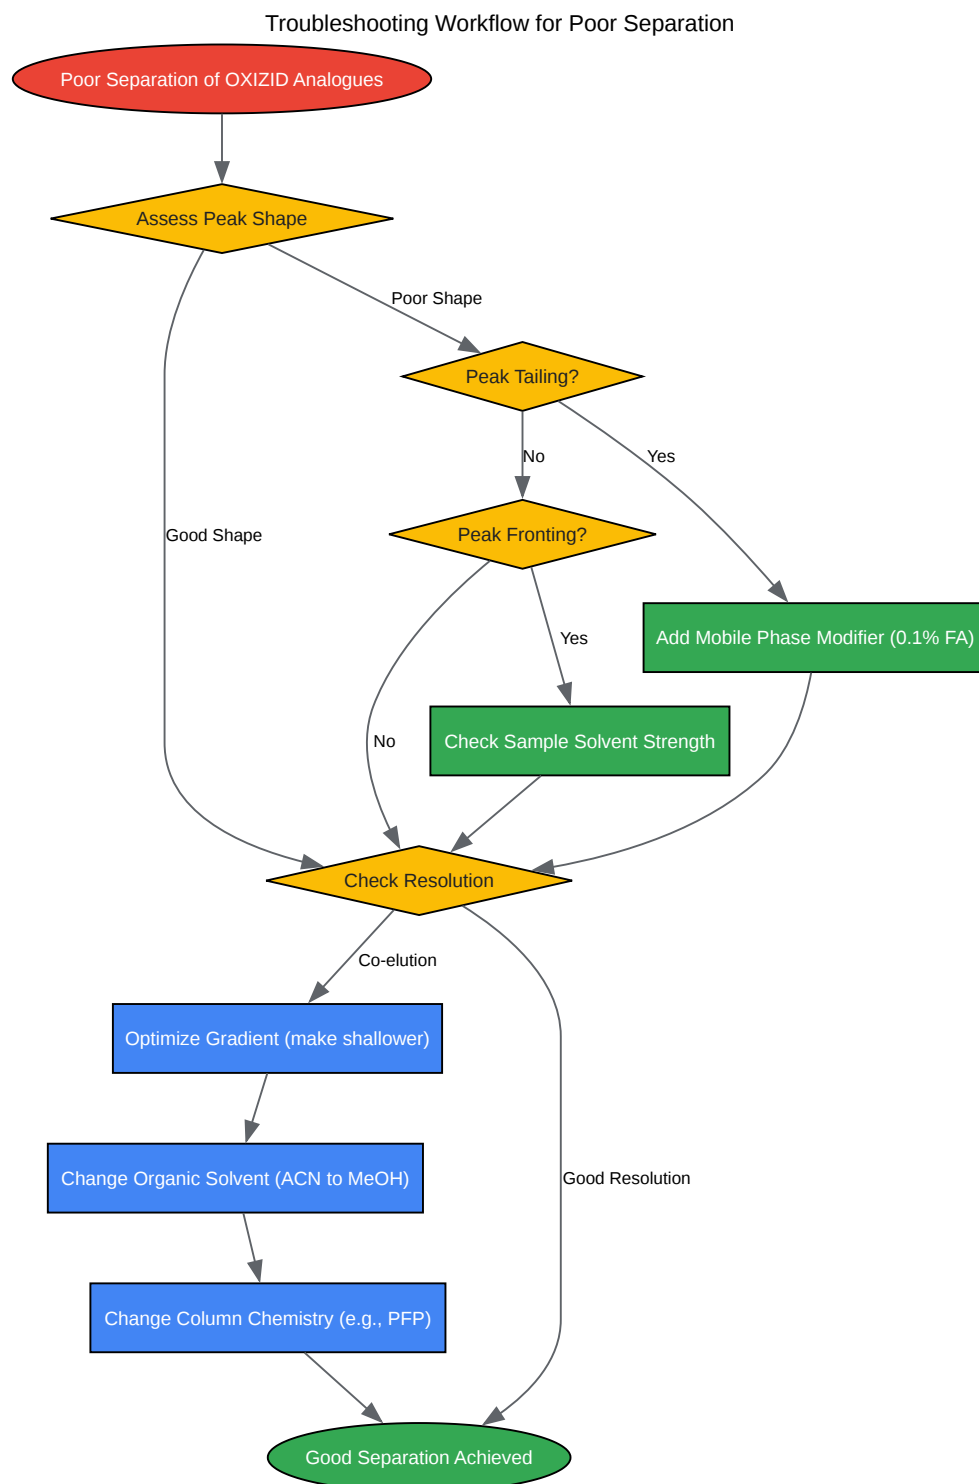 Troubleshooting Workflow for Poor Separation
Poor Separation of OXIZID Analogues
Assess Peak Shape
Poor Shape
Peak Tailing?
No
Yes
Good Shape
Peak Fronting?
Yes
Add Mobile Phase Modifier (0.1% FA)
No
Check Sample Solvent Strength
Check Resolution
Co-elution
Optimize Gradient (make shallower)
Change Organic Solvent (ACN to MeOH)
Good Resolution
Change Column Chemistry (e.g., PFP)
Good Separation Achieved